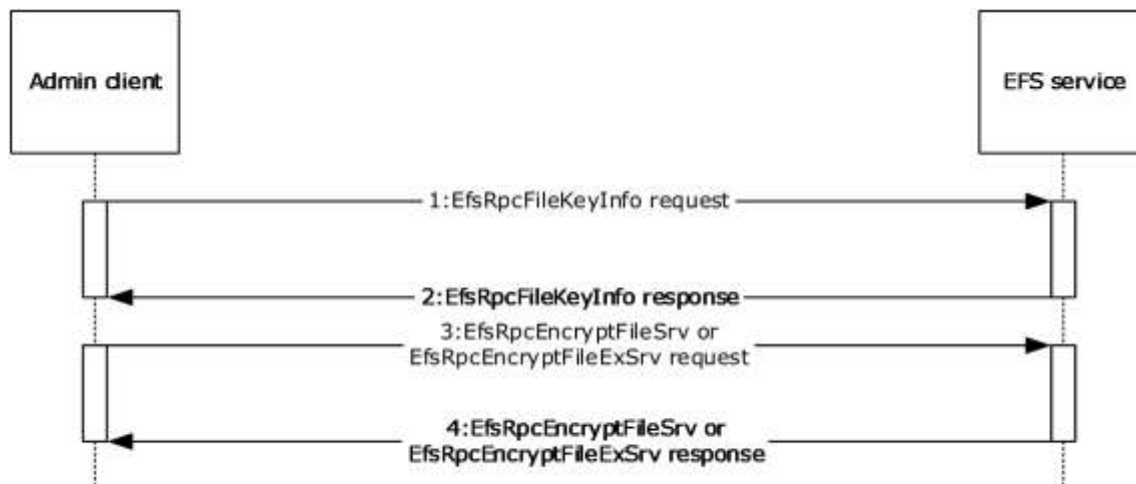 Admin client
EFS service
1:EfsRpcFileKeyInfo request
2:EfsRpcFileKeyInfo response
3:EfsRpcEncryptFileSrv or
EfsRpcEncryptFileExSrv request
4:EfsRpcEncryptFileSrv or
EfsRpcEncryptFileExSrv response